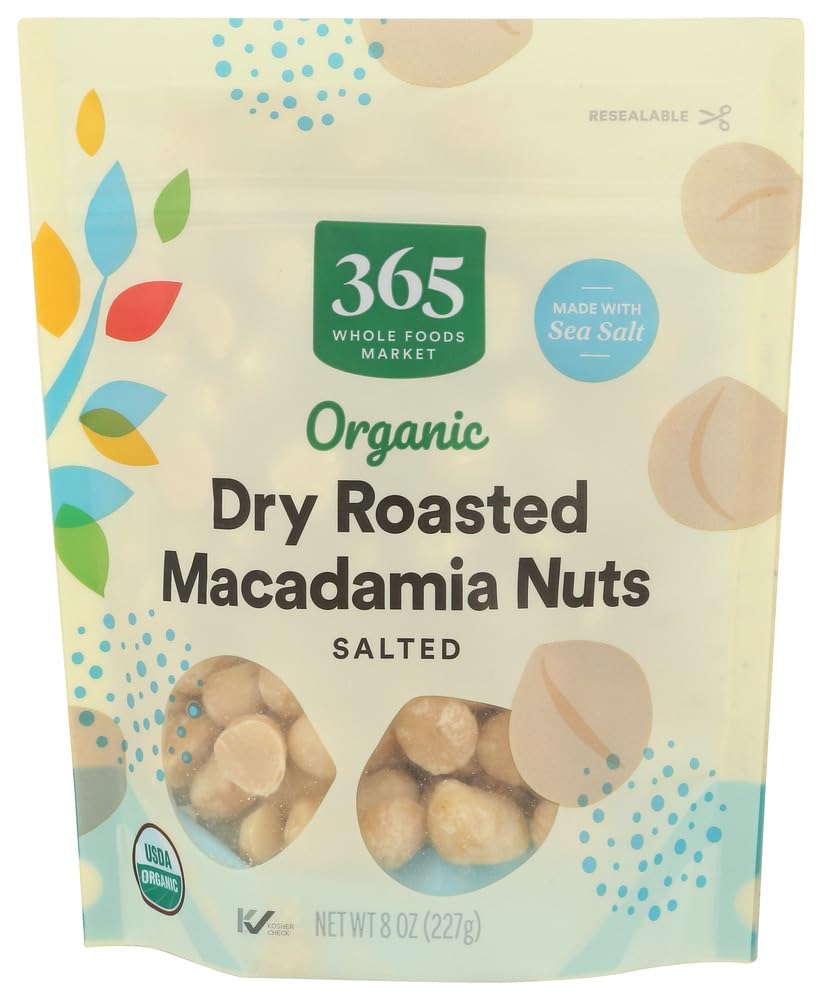 RESEALABLE
365
WHOLE FOODS
MARKET
MADE WITH
Sea Salt
Organic
Dry Roasted
Macadamia Nuts
SALTED
USDA
ORGANIC
KV KOSHER
CHECK
NET WT 8 OZ (227g)